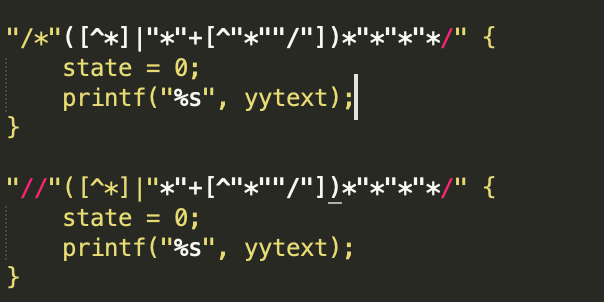 "/*"([^*]|"*"+[^"*""/"])*"*"*"*/" {
    state = 0;
    printf("%s", yytext);
}
"//"([^*]|"*"+[^"*""/"])*"*"*"*/" {
    state = 0;
    printf("%s", yytext);
}